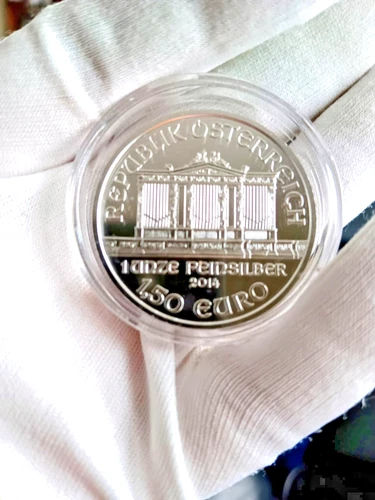 REPUBLIK ÖSTERREICH
1 UNZE FEINSILBER
2014
1,50 EURO